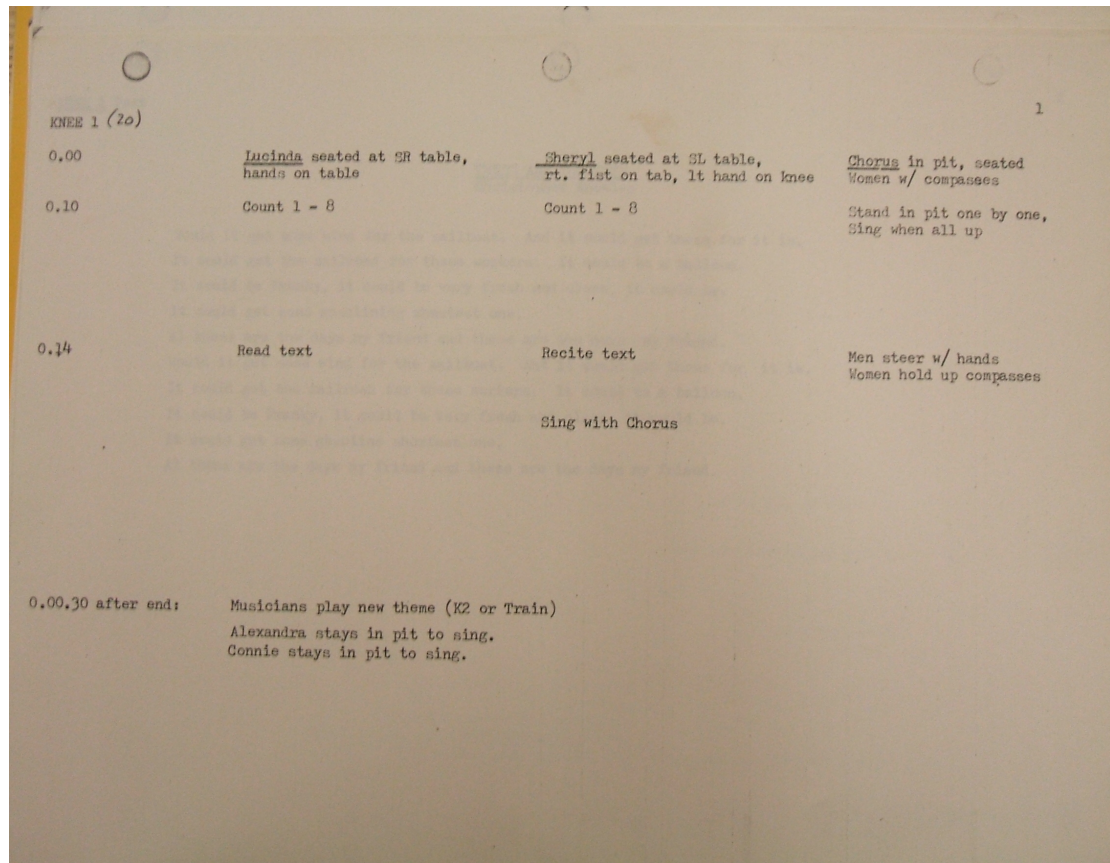 1
KNEE 1 (20)
0.00 Lucinda seated at SR table, Sheryl seated at SL table, Chorus in pit, seated
hands on table rt. fist on tab, lt hand on knee Women w/ compasees
0.10 Count 1 - 8 Count 1 - 8 Stand in pit one by one,
Sing when all up
0.14 Read text Recite text Men steer w/ hands
Women hold up compasses
Sing with Chorus
0.00.30 after end: Musicians play new theme (K2 or Train)
Alexandra stays in pit to sing.
Connie stays in pit to sing.